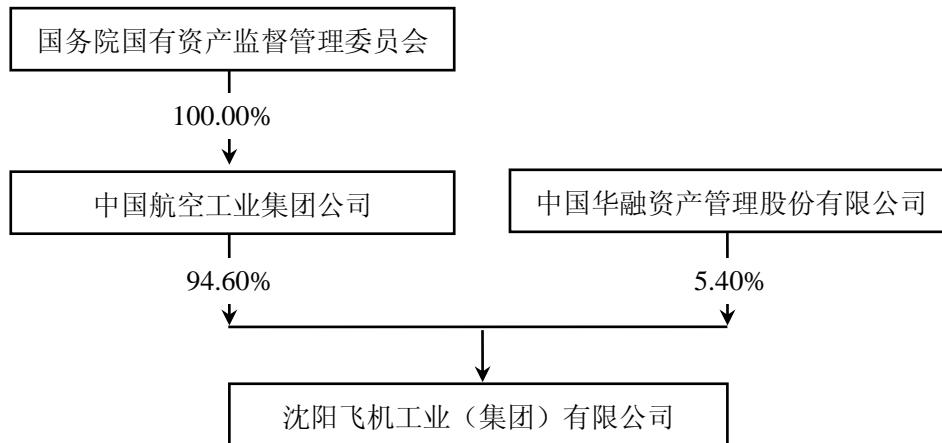 国务院国有资产监督管理委员会
100.00%
中国航空工业集团公司
中国华融资产管理股份有限公司
94.60%
5.40%
沈阳飞机工业（集团）有限公司